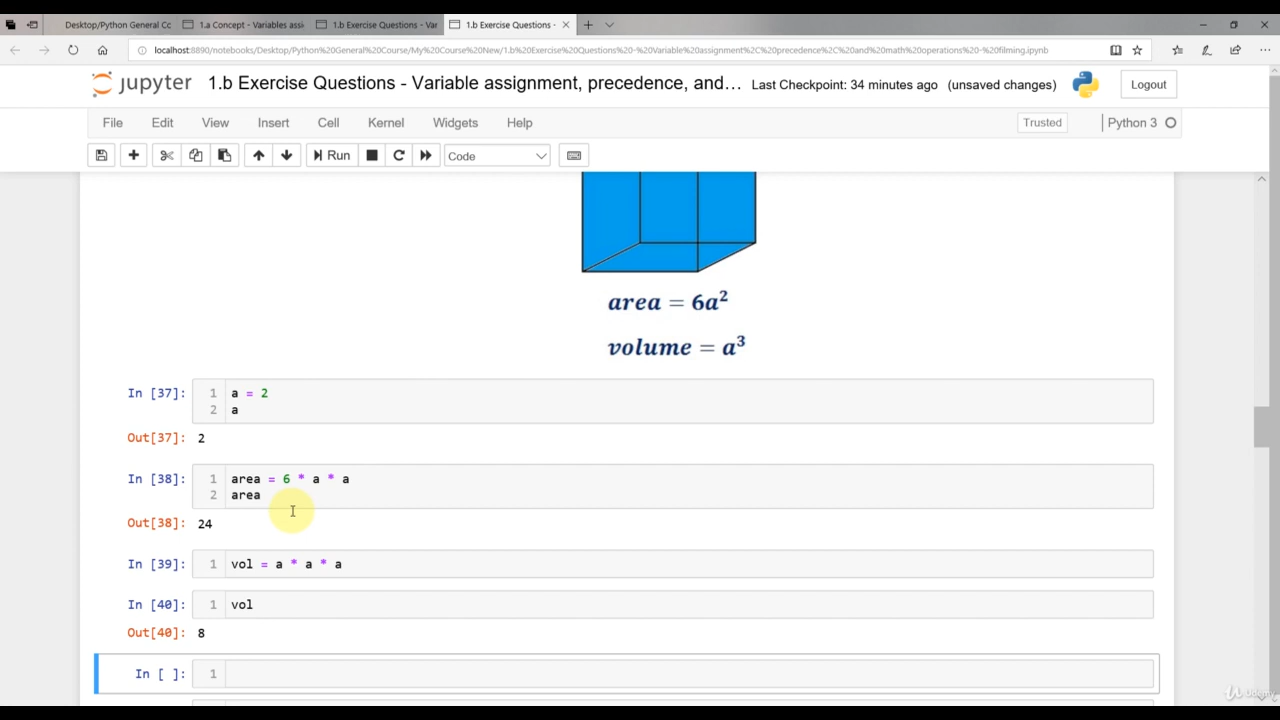 Desktop/Python General Cc
1.a Concept - Variables assi
1.b Exercise Questions - Var
1.b Exercise Questions -
localhost:8890/notebooks/Desktop/Python%20General%20Course/My%20Course%20New/1.b%20Exercise%20Questions%20-%20Variable%20assignment%2C%20precedence%2C%20and%20math%20operations%20-%20filming.ipynb
jupyter 1.b Exercise Questions - Variable assignment, precedence, and... Last Checkpoint: 34 minutes ago (unsaved changes) Logout
File Edit View Insert Cell Kernel Widgets Help Trusted Python 3
Run Code
area = 6a²
volume = a³
In [37]: 1 a = 2
2 a
Out[37]: 2
In [38]: 1 area = 6 * a * a
2 area
Out[38]: 24
In [39]: 1 vol = a * a * a
In [40]: 1 vol
Out[40]: 8
In [ ]: 1
Udemy